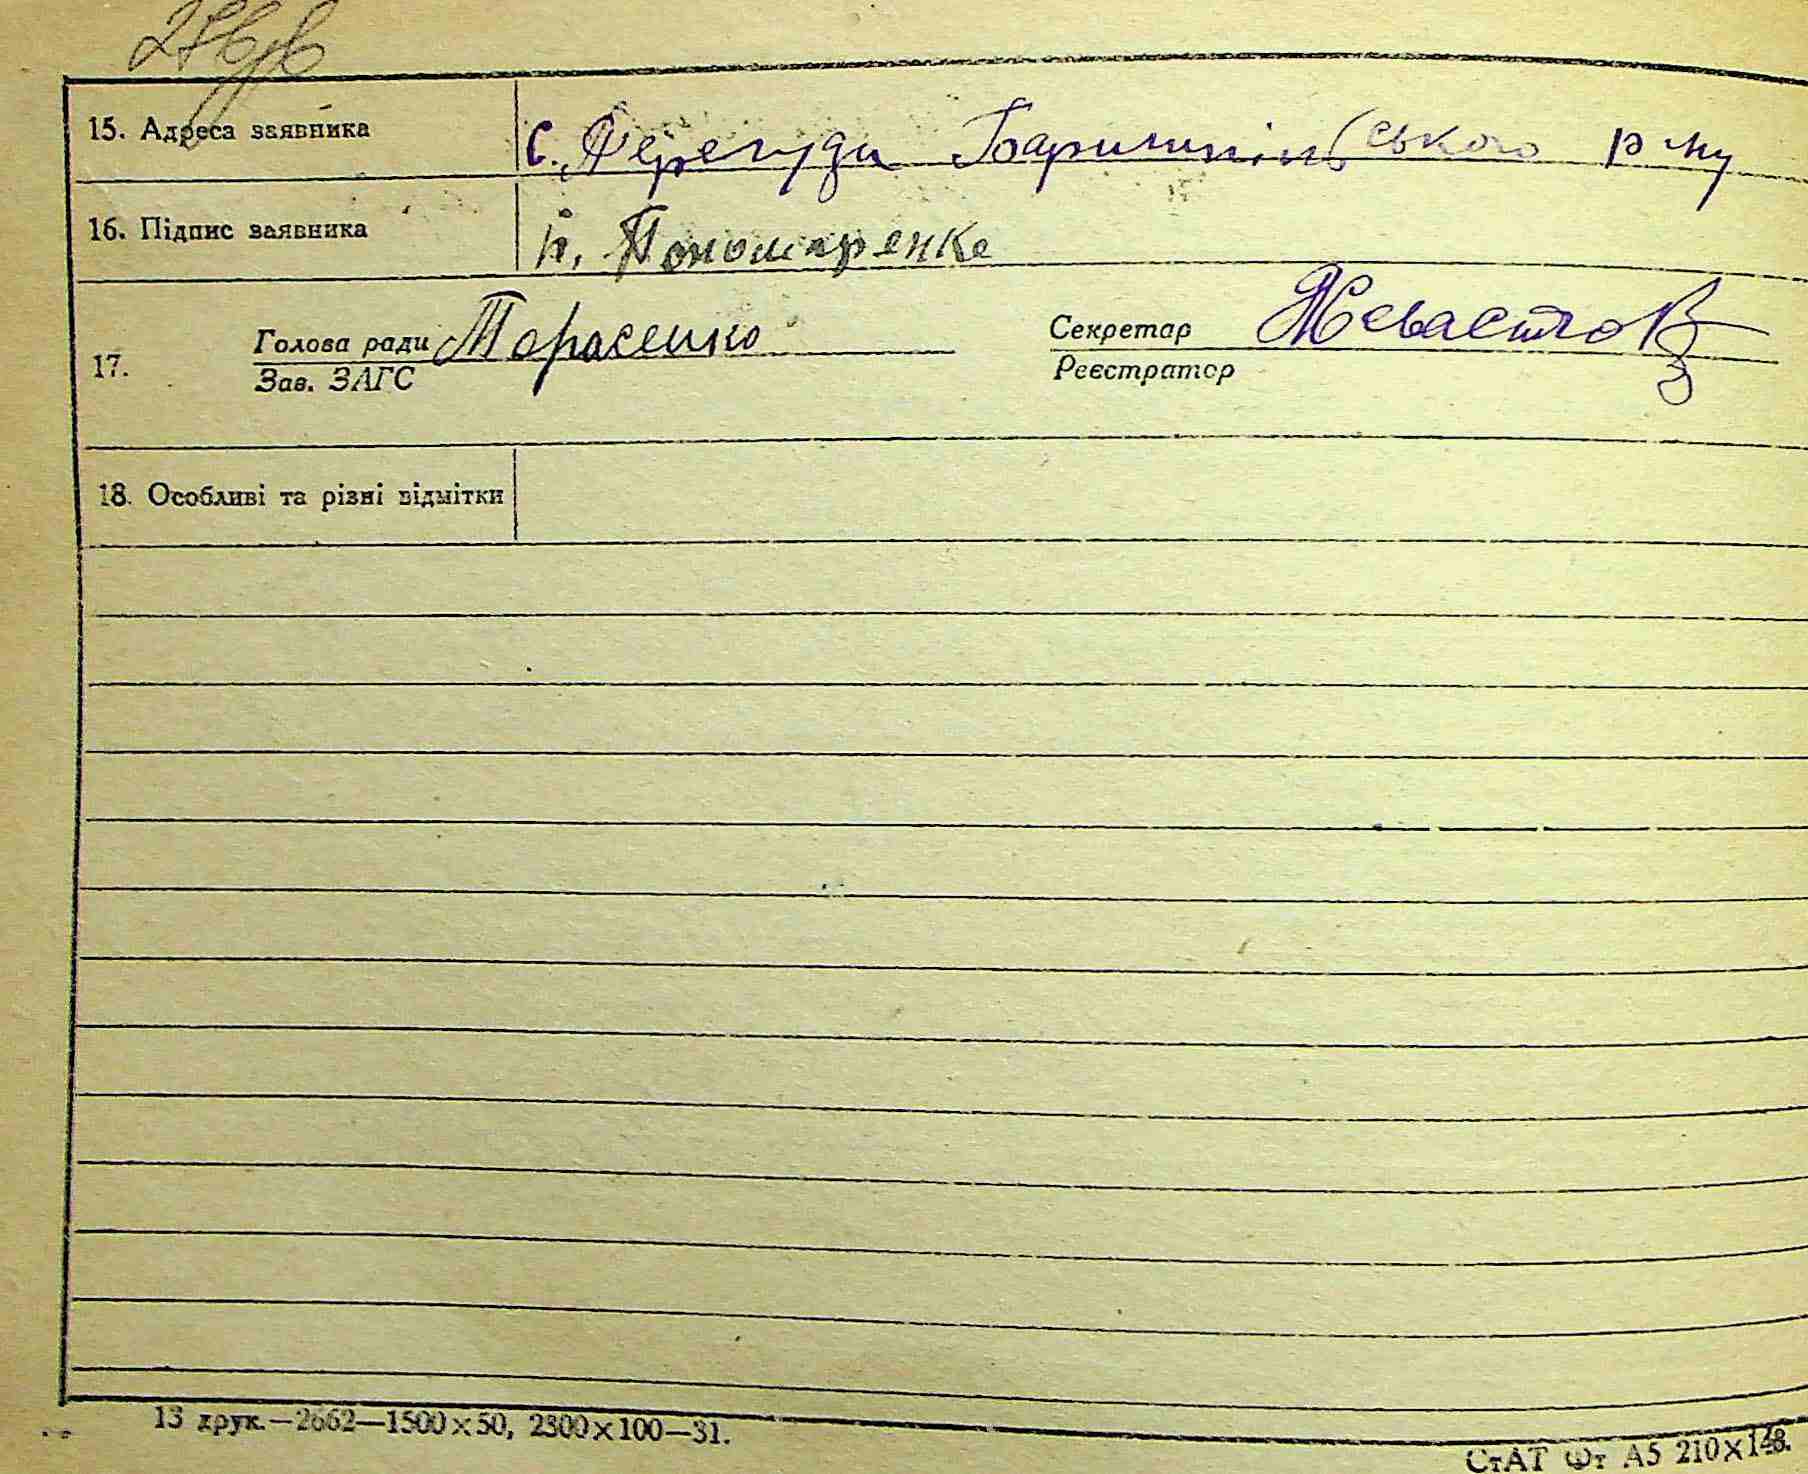 15. Адреса заявника с. Перегуди Баришпільського р-ну
16. Підпис заявника П. Пономаренко
Голова ради Тарасенко Секретар
17. Зав. ЗАГС Реєстратор
18. Особливі та різні відмітки
13 друк.—2662—1500×50, 2300×100—31.
СтАТ Фт А5 210×148.